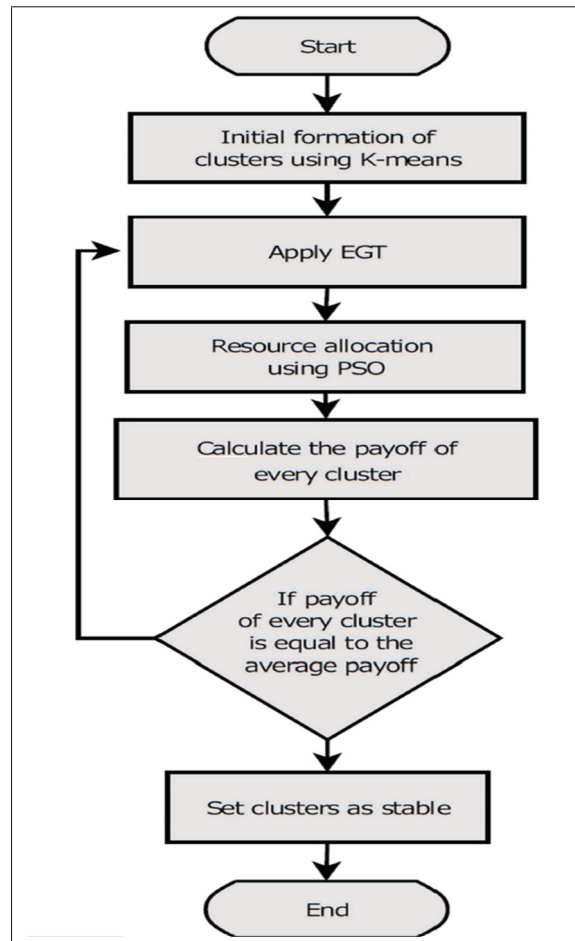 Start
Initial formation of
clusters using K-means
Apply EGT
Resource allocation
using PSO
Calculate the payoff of
every cluster
If payoff
of every cluster
is equal to the
average payoff
Set clusters as stable
End